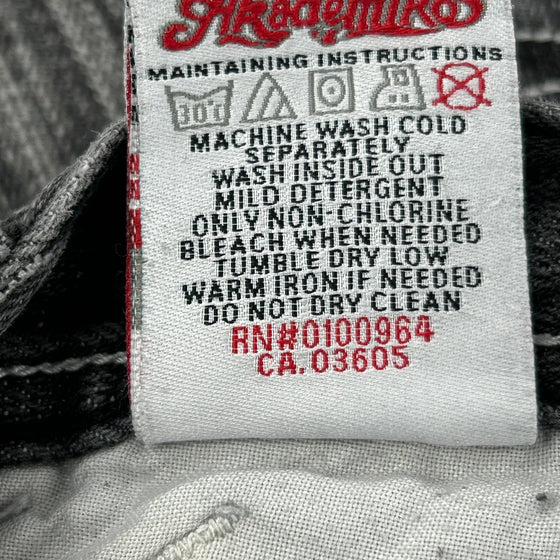 Akademiks
MAINTAINING INSTRUCTIONS
30°
MACHINE WASH COLD
SEPARATELY
WASH INSIDE OUT
MILD DETERGENT
ONLY NON-CHLORINE
BLEACH WHEN NEEDED
TUMBLE DRY LOW
WARM IRON IF NEEDED
DO NOT DRY CLEAN
RN#0100964
CA. 03605